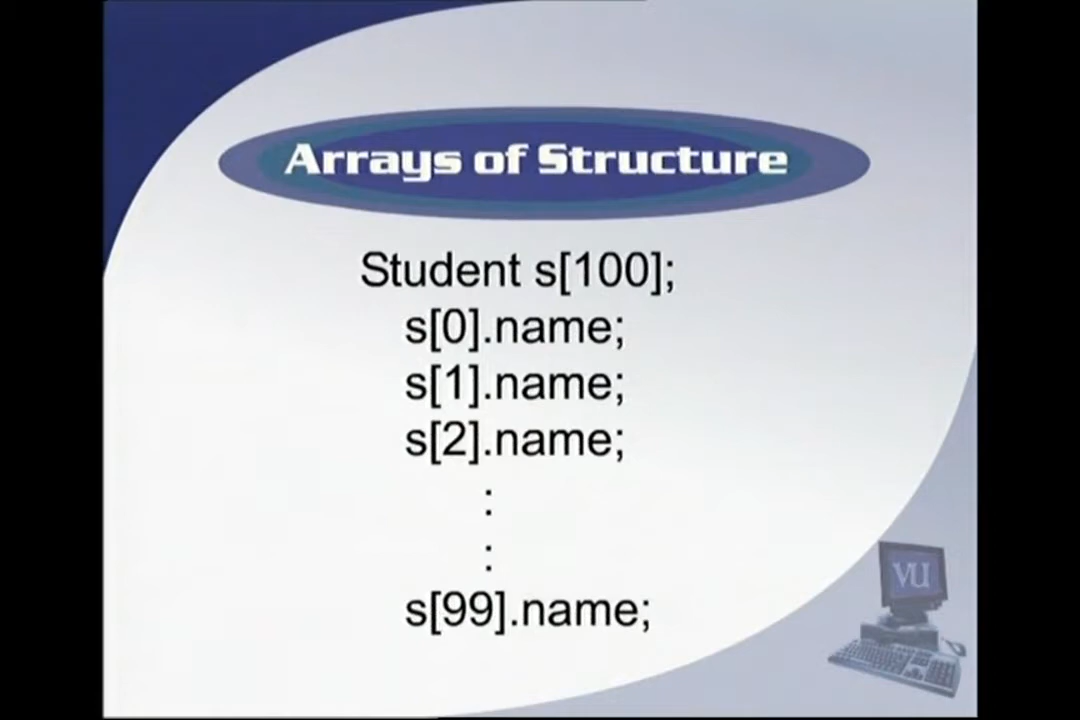 Arrays of Structure
Student s[100];
s[0].name;
s[1].name;
s[2].name;
:
:
s[99].name;
VU